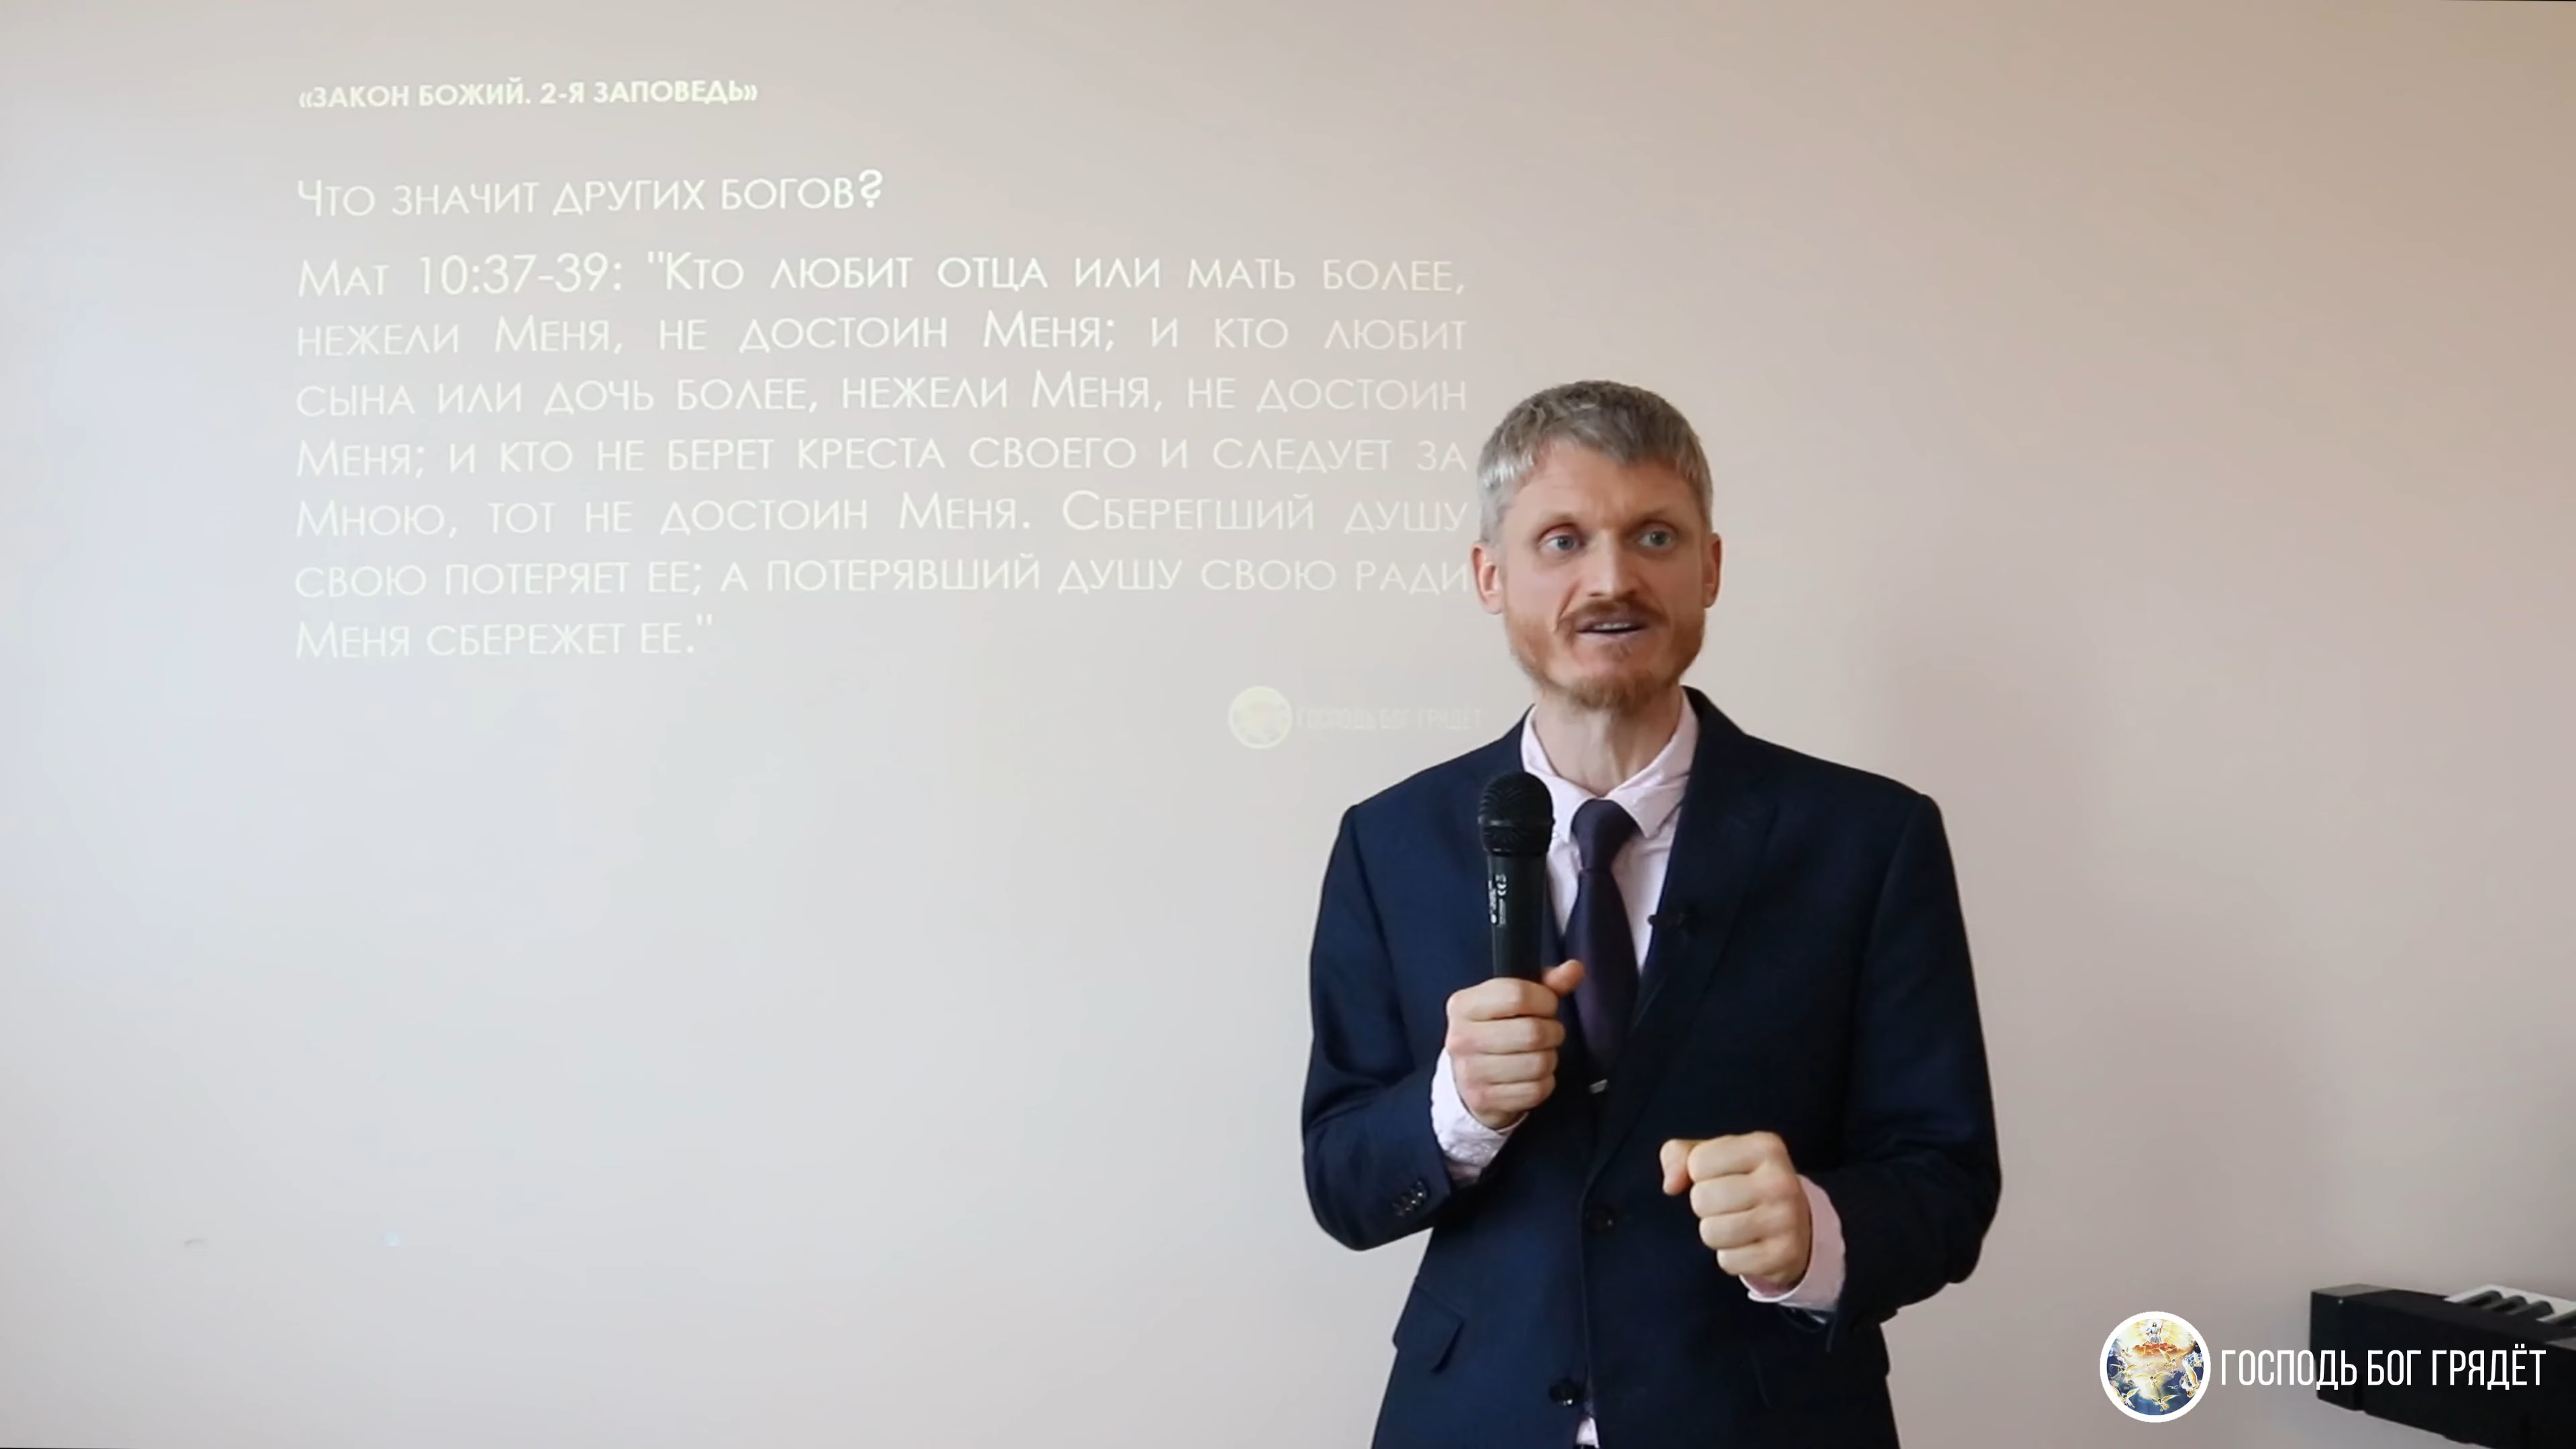 «ЗАКОН БОЖИЙ. 2-Я ЗАПОВЕДЬ»
Что значит других богов?
Мат 10:37-39: "Кто любит отца или мать более,
нежели Меня, не достоин Меня; и кто любит
сына или дочь более, нежели Меня, не достоин
Меня; и кто не берет креста своего и следует за
Мною, тот не достоин Меня. Сберегший душу
свою потеряет ее; а потерявший душу свою ради
Меня сбережет ее."
ГОСПОДЬ БОГ ГРЯДЁТ
ГОСПОДЬ БОГ ГРЯДЁТ